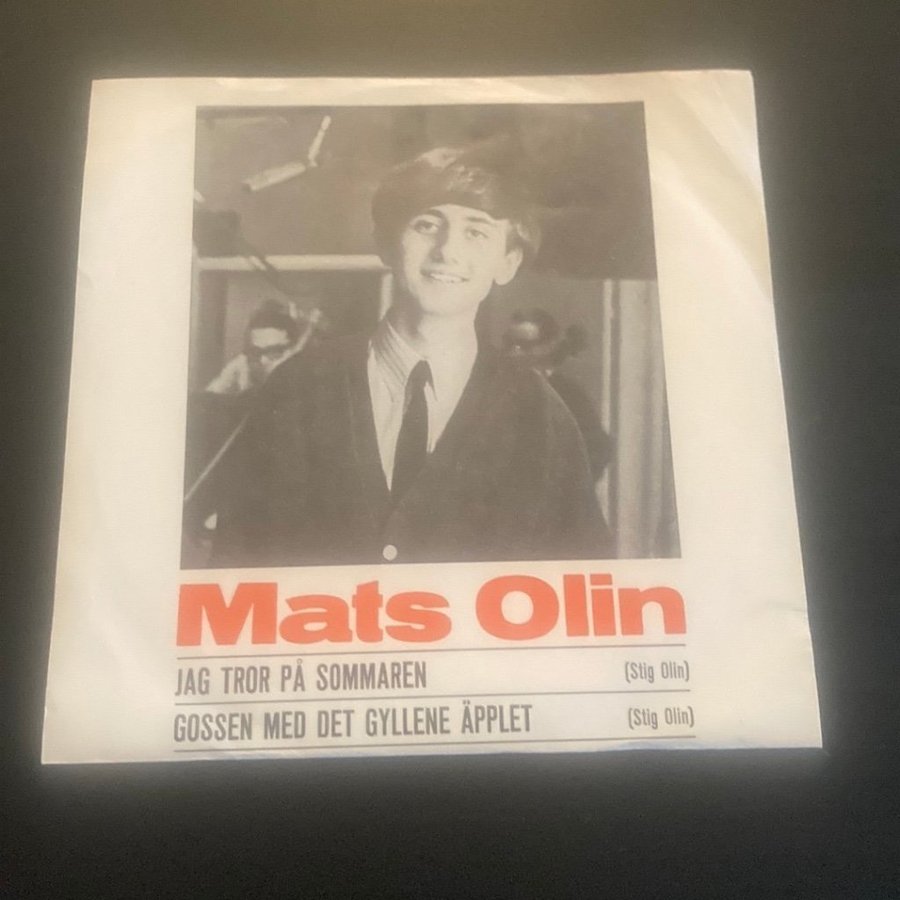 Mats Olin
JAG TROR PÅ SOMMAREN (Stig Olin)
GOSSEN MED DET GYLLENE ÄPPLET (Stig Olin)